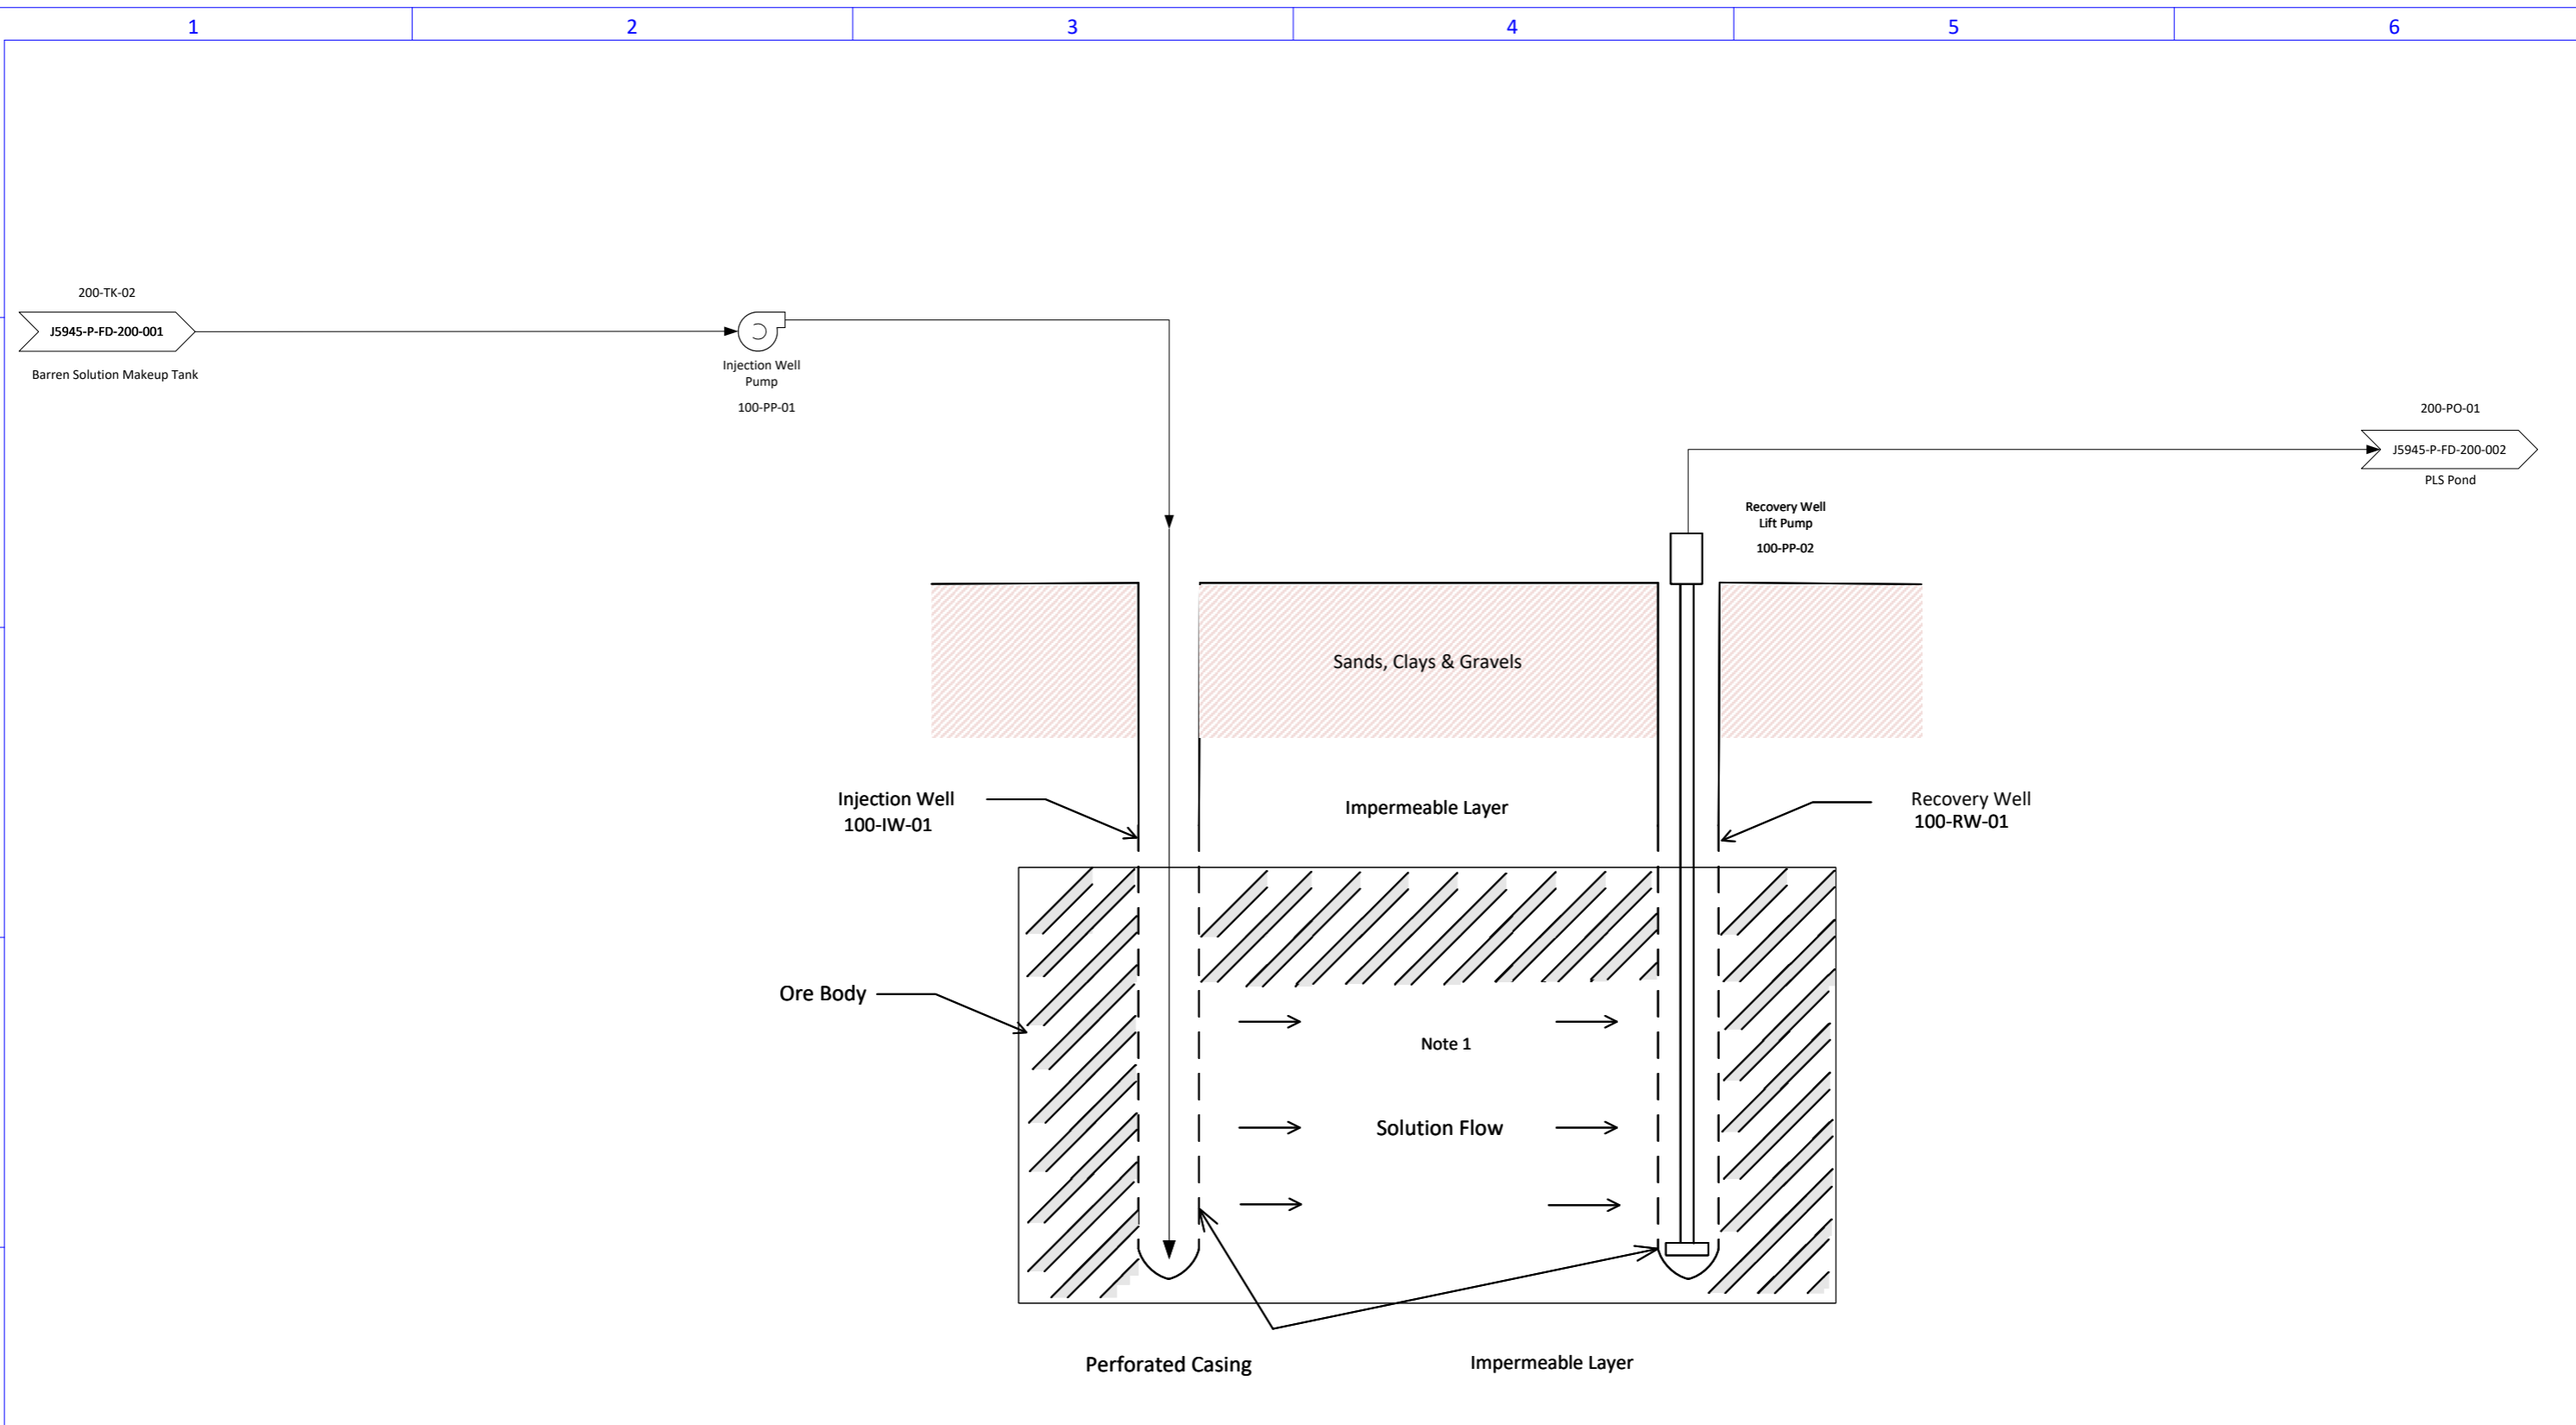 1
2
3
4
5
6
200-TK-02
J5945-P-FD-200-001
Barren Solution Makeup Tank
Injection Well
Pump
100-PP-01
200-PO-01
J5945-P-FD-200-002
PLS Pond
Recovery Well
Lift Pump
100-PP-02
Sands, Clays & Gravels
Injection Well
100-IW-01
Impermeable Layer
Recovery Well
100-RW-01
Ore Body
Note 1
Solution Flow
Perforated Casing
Impermeable Layer